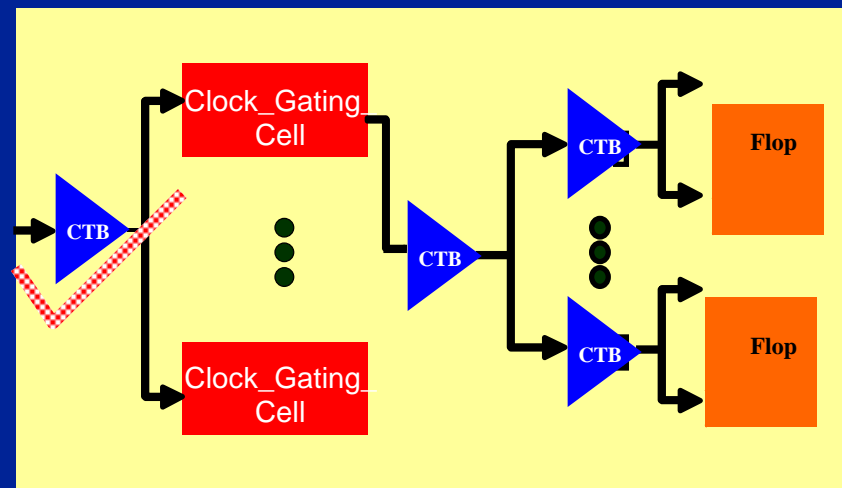 Clock_Gating_
Cell
CTB
Flop
CTB
CTB
CTB
Flop
Clock_Gating_
Cell